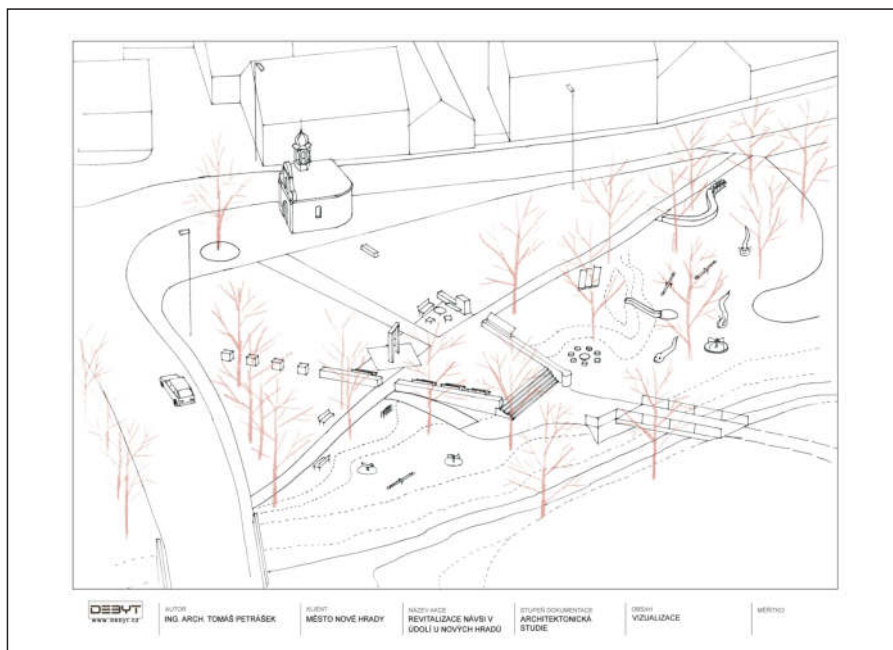 DEBYT
www.debyt.cz
AUTOR
ING. ARCH. TOMÁŠ PETRÁŠEK
KLIENT
MĚSTO NOVÉ HRADY
NÁZEV AKCE
REVITALIZACE NÁVSI V
ÚDOLÍ U NOVÝCH HRADŮ
STUPEŇ DOKUMENTACE
ARCHITEKTONICKÁ
STUDIE
OBSAH
VIZUALIZACE
MĚŘÍTKO